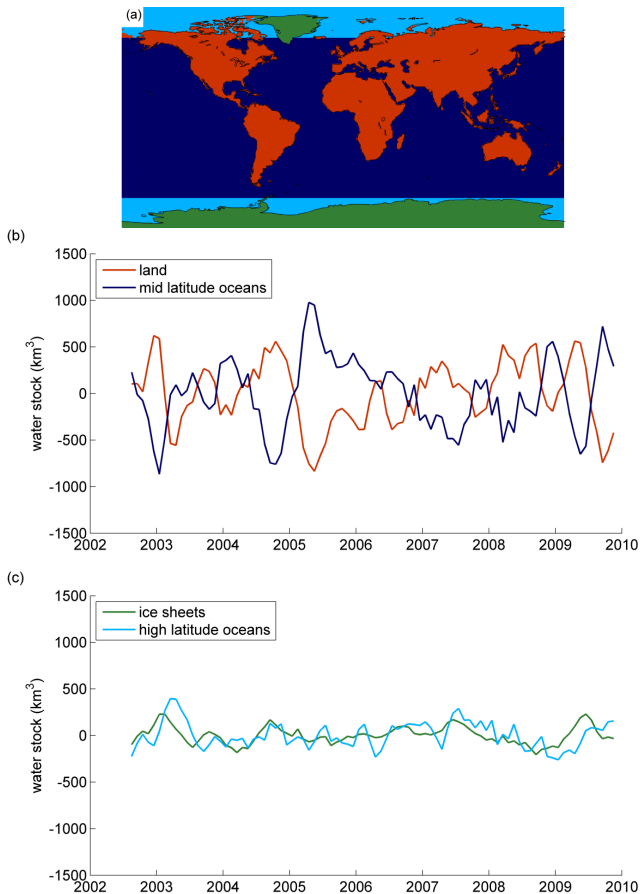 (a)
(b)
1500
1000
500
0
-500
-1000
-1500
water stock (km³)
land
mid latitude oceans
2002 2003 2004 2005 2006 2007 2008 2009 2010
(c)
1500
1000
500
0
-500
-1000
-1500
water stock (km³)
ice sheets
high latitude oceans
2002 2003 2004 2005 2006 2007 2008 2009 2010